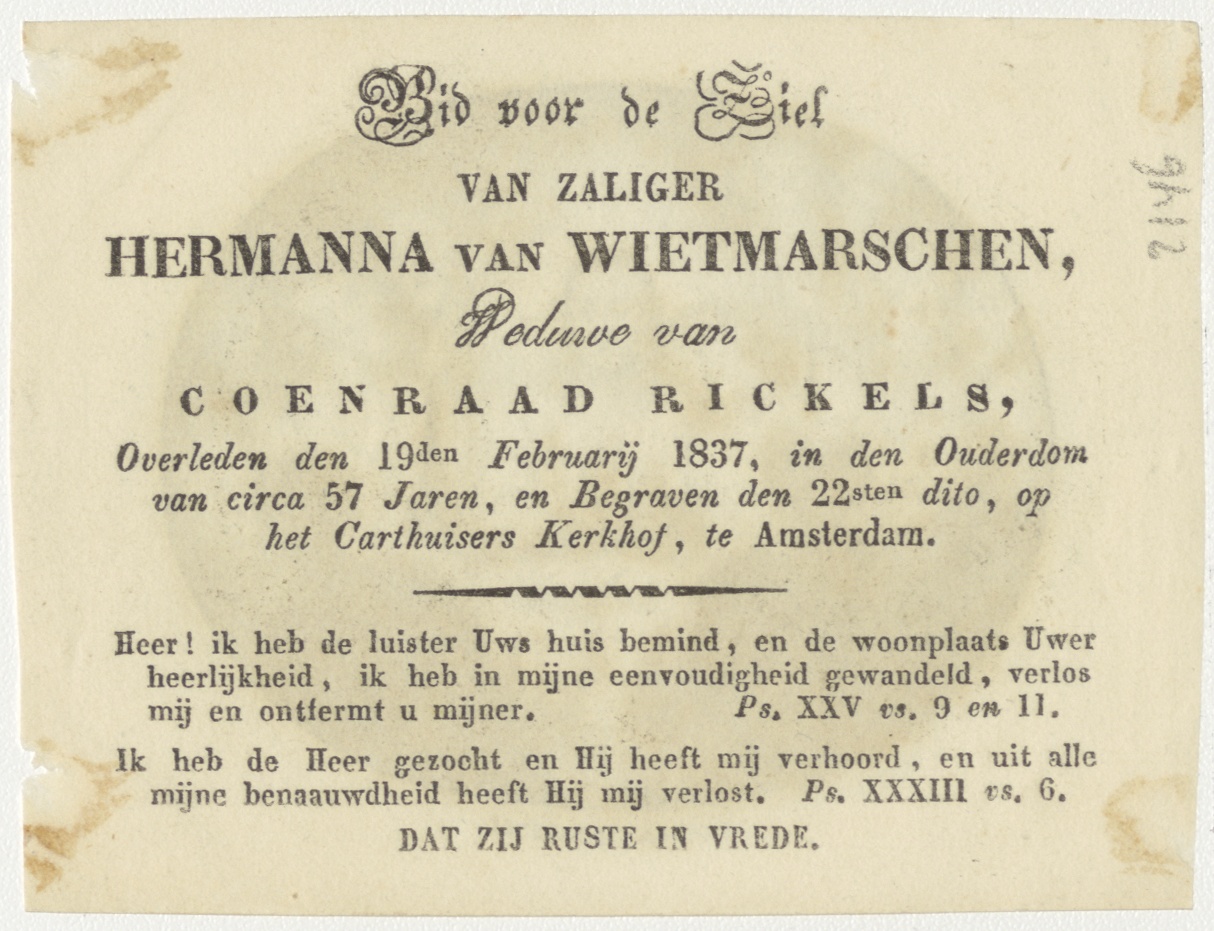 Bid voor de Ziel
VAN ZALIGER
HERMANNA VAN WIETMARSCHEN,
Weduwe van
COENRAAD RICKELS,
Overleden den 19den Februarij 1837, in den Ouderdom
van circa 57 Jaren, en Begraven den 22sten dito, op
het Carthuisers Kerkhof, te Amsterdam.
Heer! ik heb de luister Uws huis bemind, en de woonplaats Uwer
heerlijkheid, ik heb in mijne eenvoudigheid gewandeld, verlos
mij en ontfermt u mijner. Ps. XXV vs. 9 en 11.
Ik heb de Heer gezocht en Hij heeft mij verhoord, en uit alle
mijne benaauwdheid heeft Hij mij verlost. Ps. XXXIII vs. 6.
DAT ZIJ RUSTE IN VREDE.